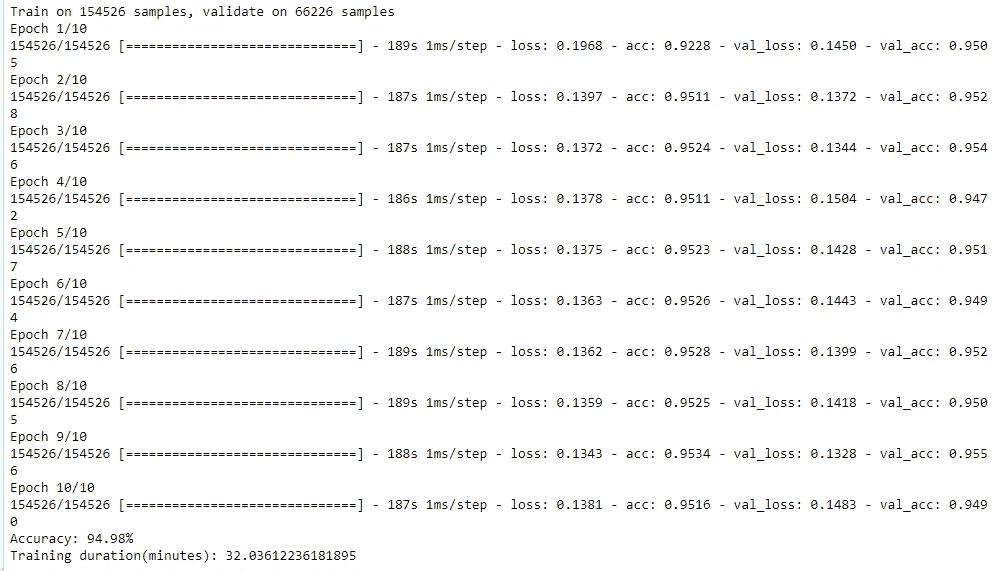 Train on 154526 samples, validate on 66226 samples
Epoch 1/10
154526/154526 [==============================] - 189s 1ms/step - loss: 0.1968 - acc: 0.9228 - val_loss: 0.1450 - val_acc: 0.950
5
Epoch 2/10
154526/154526 [==============================] - 187s 1ms/step - loss: 0.1397 - acc: 0.9511 - val_loss: 0.1372 - val_acc: 0.952
8
Epoch 3/10
154526/154526 [==============================] - 187s 1ms/step - loss: 0.1372 - acc: 0.9524 - val_loss: 0.1344 - val_acc: 0.954
6
Epoch 4/10
154526/154526 [==============================] - 186s 1ms/step - loss: 0.1378 - acc: 0.9511 - val_loss: 0.1504 - val_acc: 0.947
2
Epoch 5/10
154526/154526 [==============================] - 188s 1ms/step - loss: 0.1375 - acc: 0.9523 - val_loss: 0.1428 - val_acc: 0.951
7
Epoch 6/10
154526/154526 [==============================] - 187s 1ms/step - loss: 0.1363 - acc: 0.9526 - val_loss: 0.1443 - val_acc: 0.949
4
Epoch 7/10
154526/154526 [==============================] - 189s 1ms/step - loss: 0.1362 - acc: 0.9528 - val_loss: 0.1399 - val_acc: 0.952
6
Epoch 8/10
154526/154526 [==============================] - 189s 1ms/step - loss: 0.1359 - acc: 0.9525 - val_loss: 0.1418 - val_acc: 0.950
5
Epoch 9/10
154526/154526 [==============================] - 188s 1ms/step - loss: 0.1343 - acc: 0.9534 - val_loss: 0.1328 - val_acc: 0.955
6
Epoch 10/10
154526/154526 [==============================] - 187s 1ms/step - loss: 0.1381 - acc: 0.9516 - val_loss: 0.1483 - val_acc: 0.949
0
Accuracy: 94.98%
Training duration(minutes): 32.03612236181895